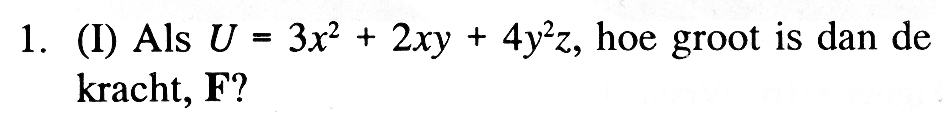 1. (I) Als U = 3x² + 2xy + 4y²z, hoe groot is dan de
kracht, F?